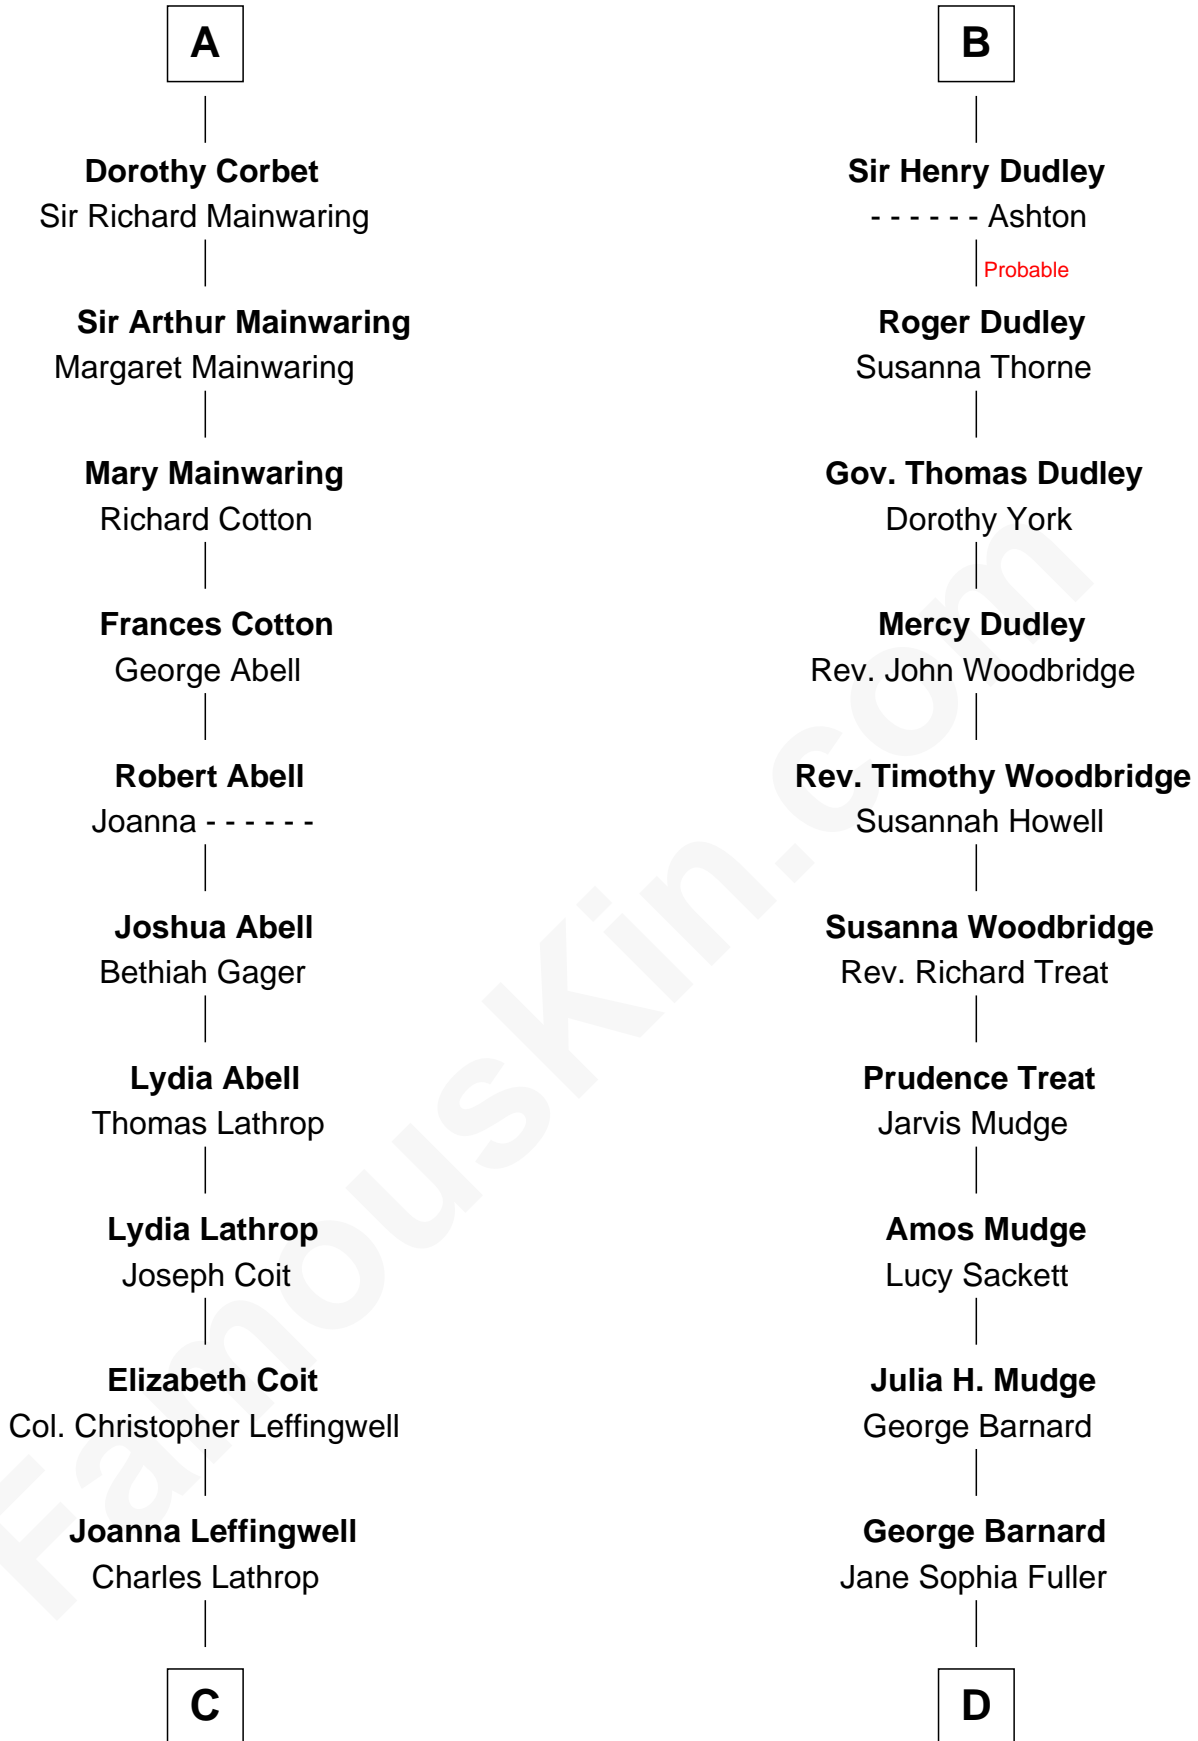 A
Dorothy Corbet
Sir Richard Mainwaring
Sir Arthur Mainwaring
Margaret Mainwaring
Mary Mainwaring
Richard Cotton
Frances Cotton
George Abell
Robert Abell
Joanna - - - - - -
Joshua Abell
Bethiah Gager
Lydia Abell
Thomas Lathrop
Lydia Lathrop
Joseph Coit
Elizabeth Coit
Col. Christopher Leffingwell
Joanna Leffingwell
Charles Lathrop
C
B
Sir Henry Dudley
- - - - - - Ashton
Probable
Roger Dudley
Susanna Thorne
Gov. Thomas Dudley
Dorothy York
Mercy Dudley
Rev. John Woodbridge
Rev. Timothy Woodbridge
Susannah Howell
Susanna Woodbridge
Rev. Richard Treat
Prudence Treat
Jarvis Mudge
Amos Mudge
Lucy Sackett
Julia H. Mudge
George Barnard
George Barnard
Jane Sophia Fuller
D
FamousKin.com